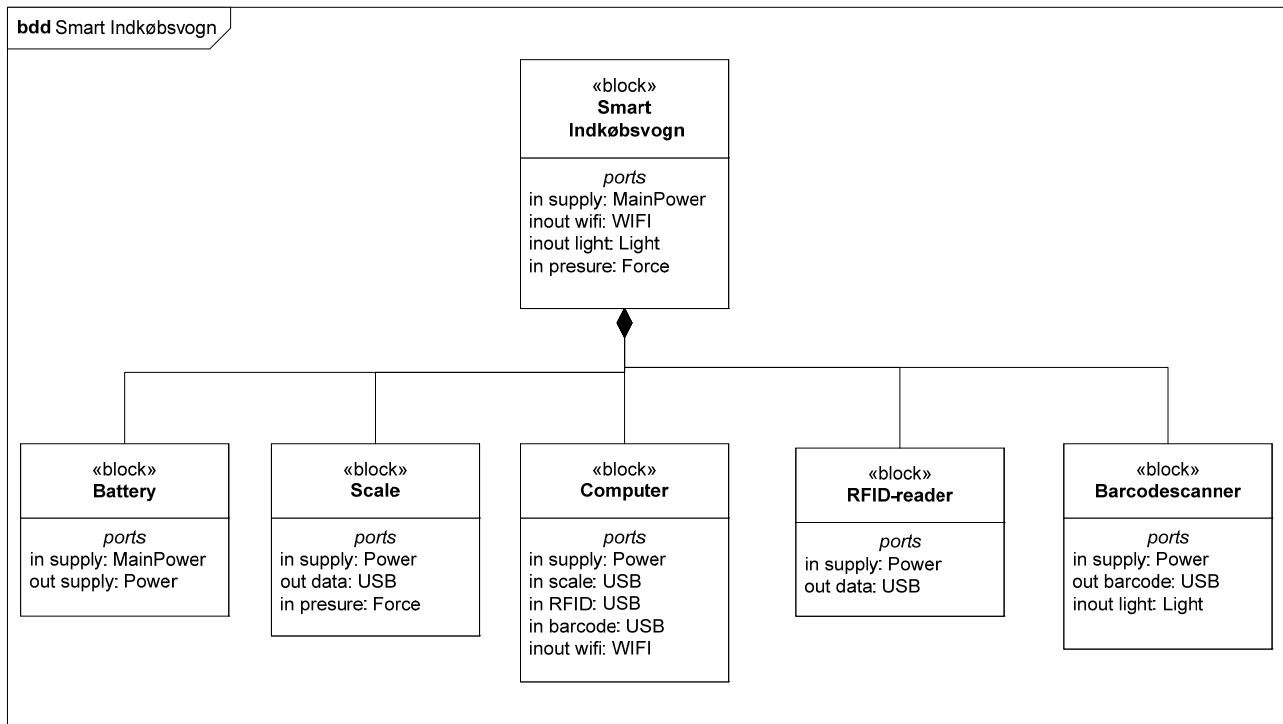 bdd Smart Indkøbsvogn
«block»
Smart
Indkøbsvogn
ports
in supply: MainPower
inout wifi: WIFI
inout light: Light
in presure: Force
«block»
Battery
ports
in supply: MainPower
out supply: Power
«block»
Scale
ports
in supply: Power
out data: USB
in presure: Force
«block»
Computer
ports
in supply: Power
in scale: USB
in RFID: USB
in barcode: USB
inout wifi: WIFI
«block»
RFID-reader
ports
in supply: Power
out data: USB
«block»
Barcodescanner
ports
in supply: Power
out barcode: USB
inout light: Light